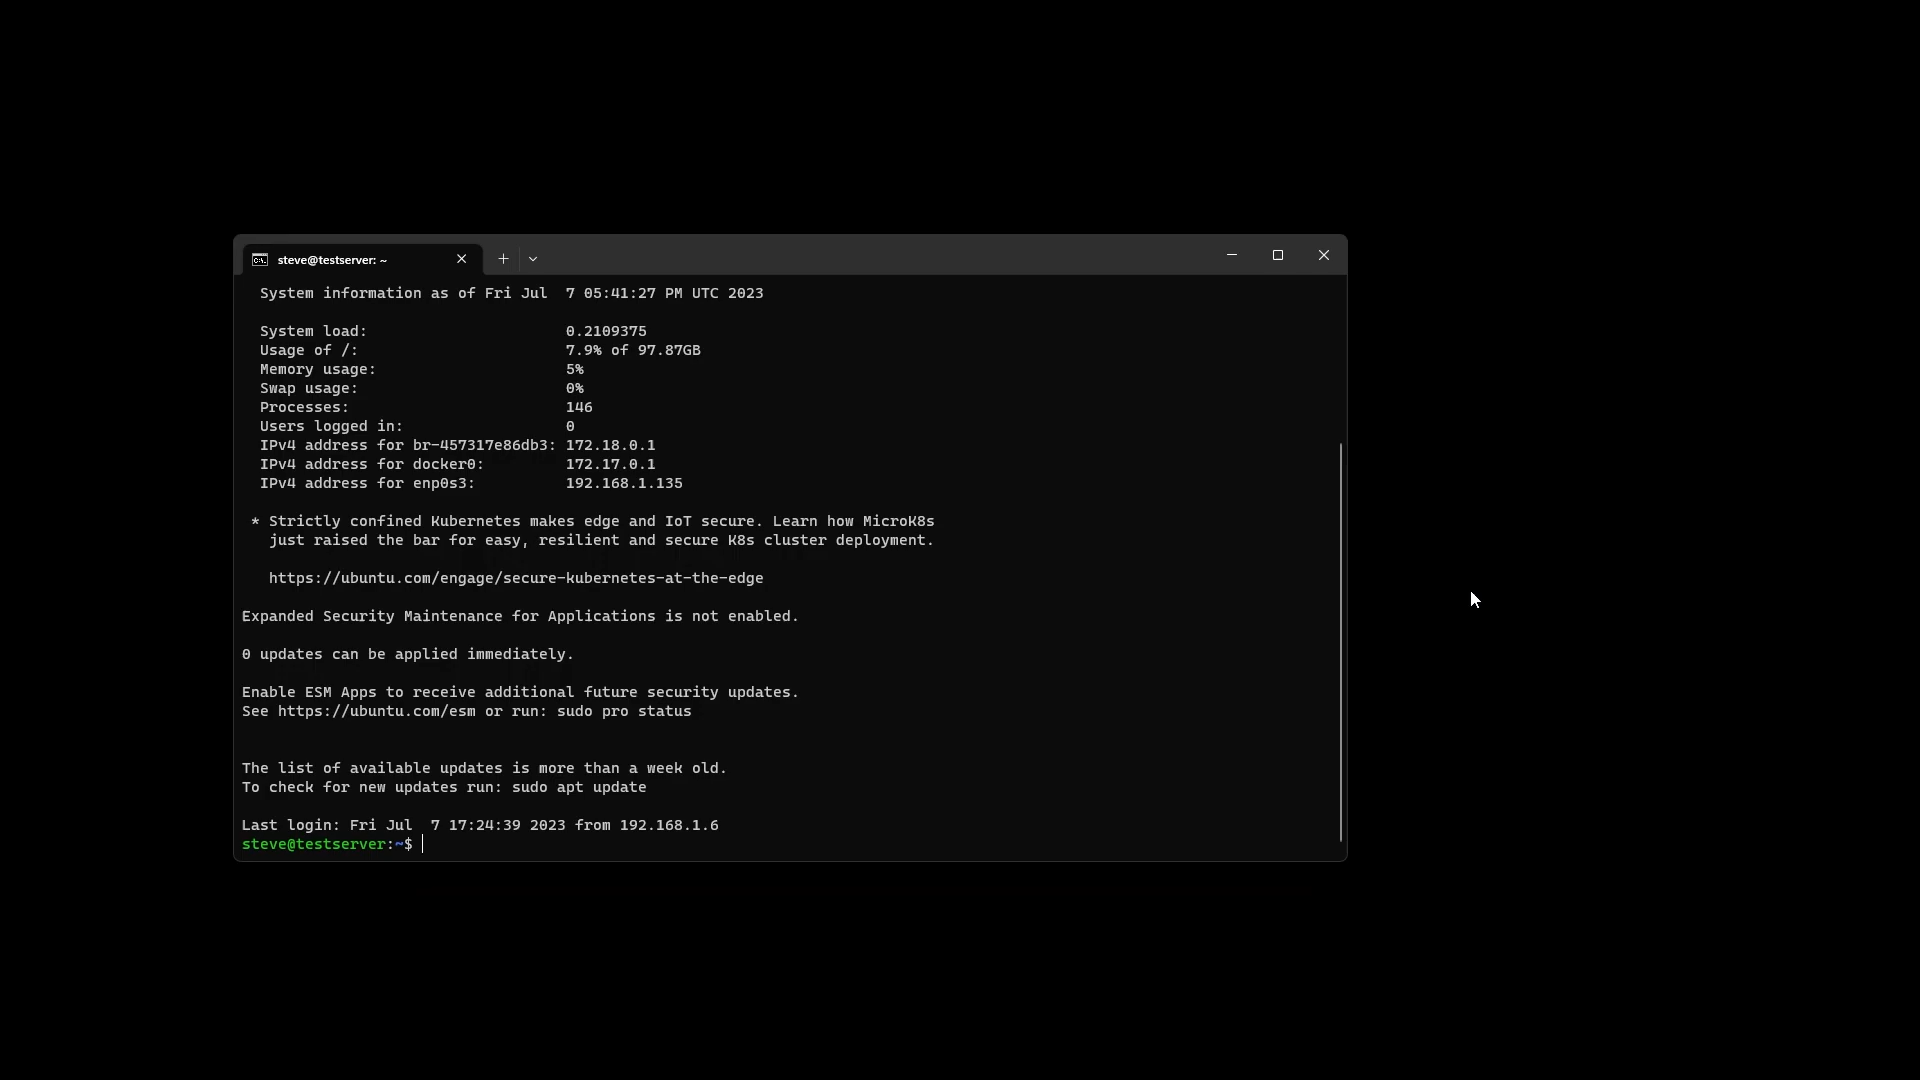 steve@testserver: ~
System information as of Fri Jul  7 05:41:27 PM UTC 2023
System load:                      0.2109375
Usage of /:                       7.9% of 97.87GB
Memory usage:                     5%
Swap usage:                       0%
Processes:                        146
Users logged in:                  0
IPv4 address for br-457317e86db3: 172.18.0.1
IPv4 address for docker0:         172.17.0.1
IPv4 address for enp0s3:          192.168.1.135
* Strictly confined Kubernetes makes edge and IoT secure. Learn how MicroK8s
just raised the bar for easy, resilient and secure K8s cluster deployment.
https://ubuntu.com/engage/secure-kubernetes-at-the-edge
Expanded Security Maintenance for Applications is not enabled.
0 updates can be applied immediately.
Enable ESM Apps to receive additional future security updates.
See https://ubuntu.com/esm or run: sudo pro status
The list of available updates is more than a week old.
To check for new updates run: sudo apt update
Last login: Fri Jul  7 17:24:39 2023 from 192.168.1.6
steve@testserver:~$